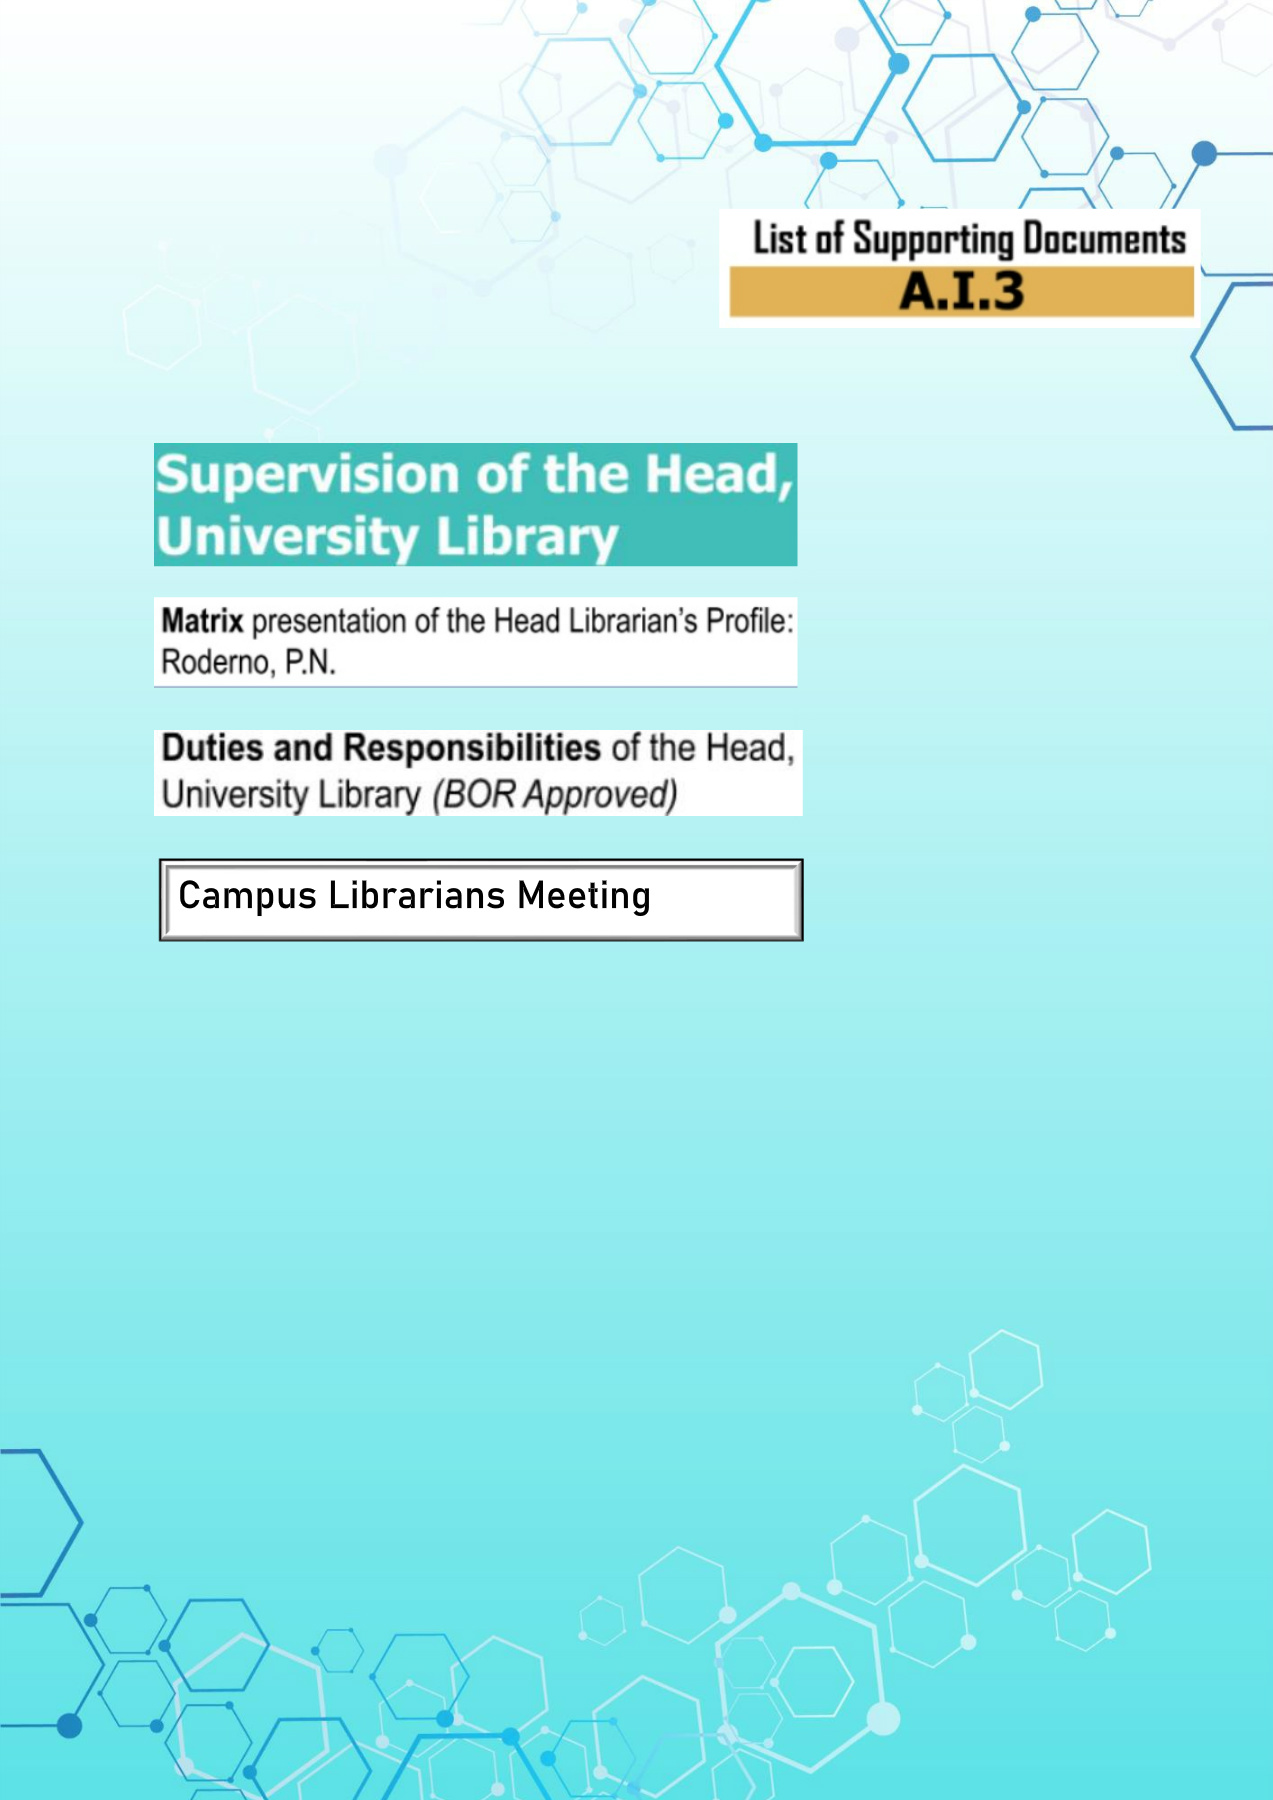 List of Supporting Documents
A.I.3
Supervision of the Head,
University Library
Matrix presentation of the Head Librarian's Profile:
Roderno, P.N.
Duties and Responsibilities of the Head,
University Library (BOR Approved)
Campus Librarians Meeting